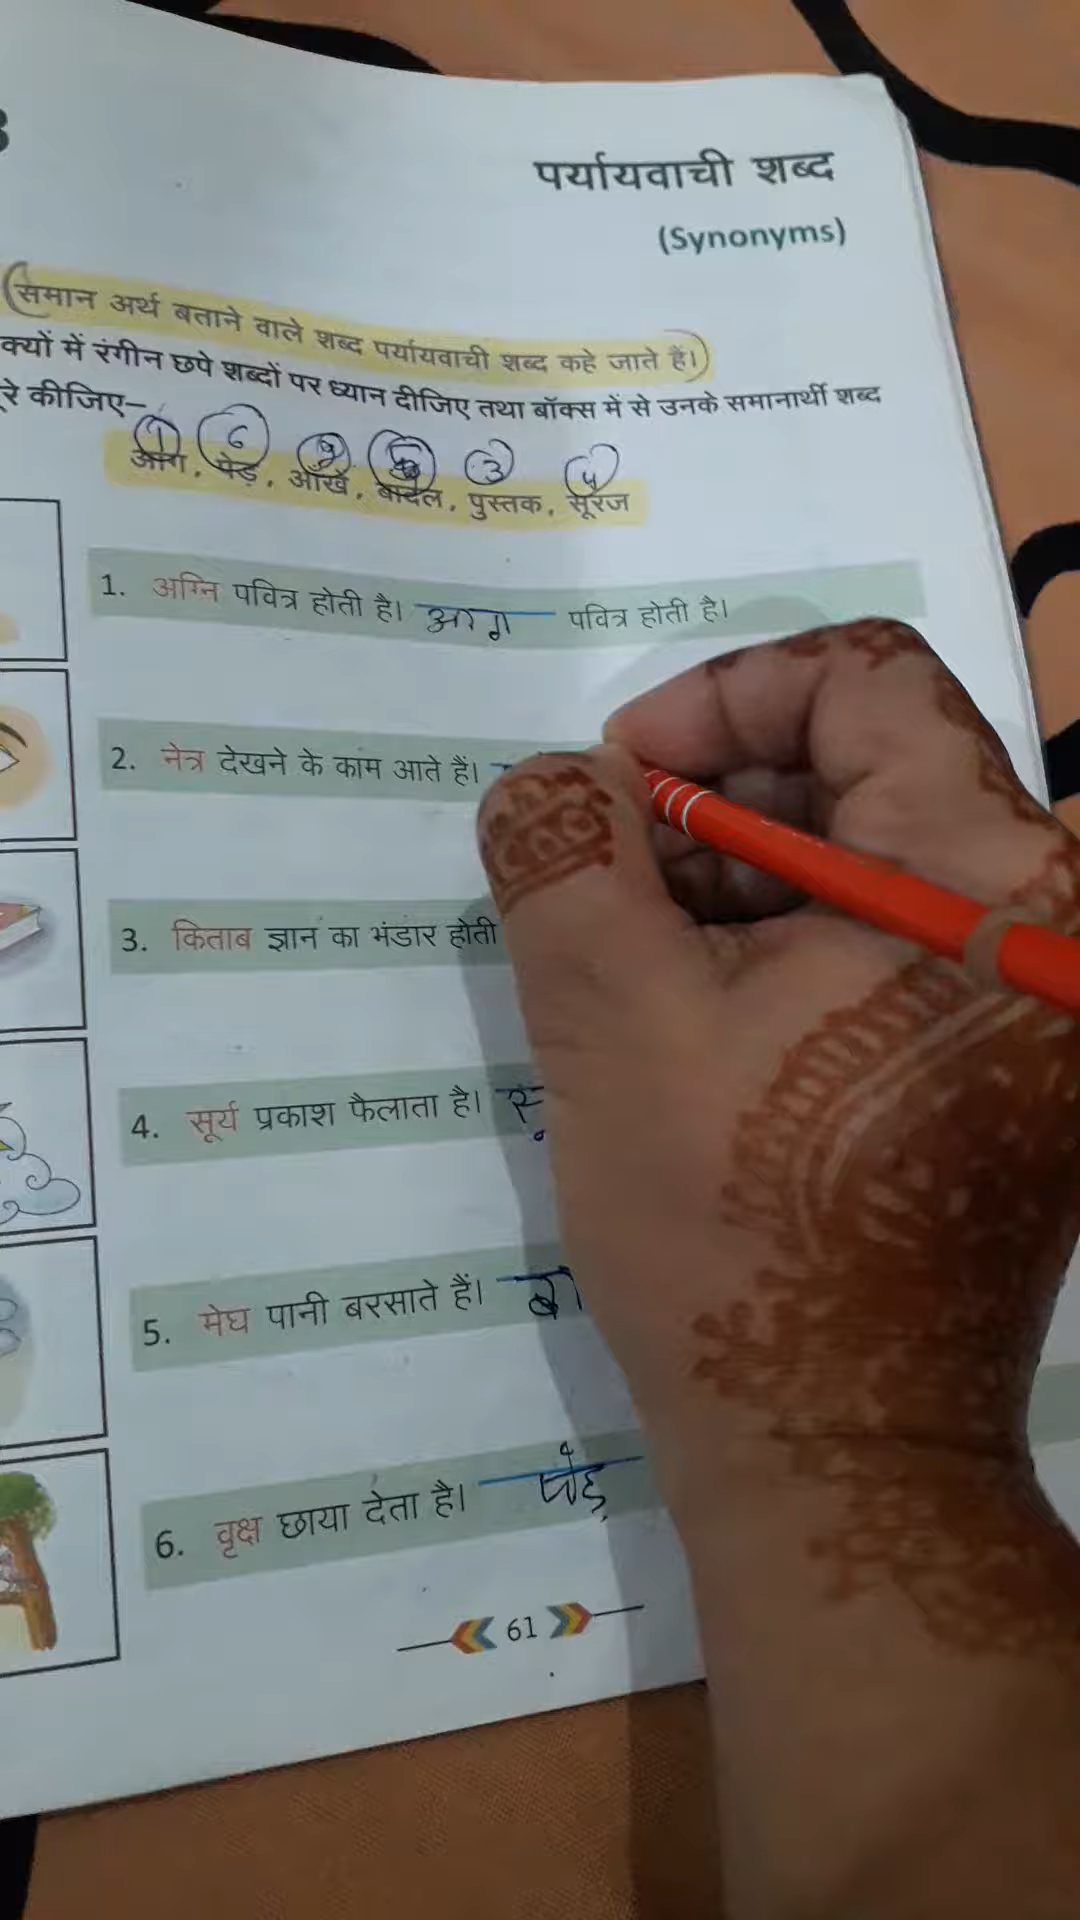 पर्यायवाची शब्द
(Synonyms)
समान अर्थ बताने वाले शब्द पर्यायवाची शब्द कहे जाते हैं।
क्यों में रंगीन छपे शब्दों पर ध्यान दीजिए तथा बॉक्स में से उनके समानार्थी शब्द
रे कीजिए–
1 6 5 3 4
आग, पेड़, आँखें, बादल, पुस्तक, सूरज
1. अग्नि पवित्र होती है। आग पवित्र होती है।
2. नेत्र देखने के काम आते हैं।
3. किताब ज्ञान का भंडार होती
4. सूर्य प्रकाश फैलाता है। सू
5. मेघ पानी बरसाते हैं। बा
6. वृक्ष छाया देता है। पेड़
61